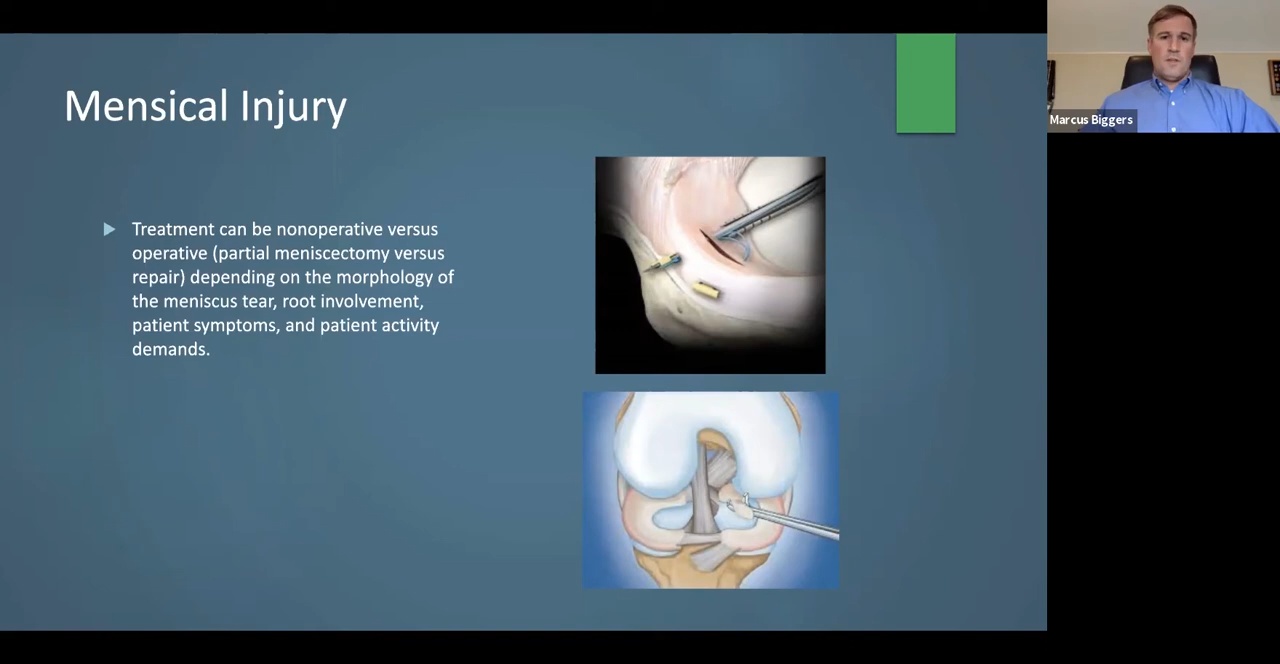 Mensical Injury
Marcus Biggers
Treatment can be nonoperative versus
operative (partial meniscectomy versus
repair) depending on the morphology of
the meniscus tear, root involvement,
patient symptoms, and patient activity
demands.